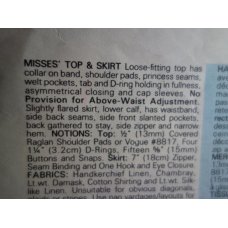 MISSES' TOP & SKIRT Loose-fitting top has
collar on band, shoulder pads, princess seams,
welt pockets, tab and D-ring holding in fullness,
asymmetrical closing and cap sleeves. No
Provision for Above-Waist Adjustment.
Slightly flared skirt, lower calf, has waistband,
side back seams, side front slanted pockets,
back gathered to stay, side zipper and narrow
hem. NOTIONS: Top: ½" (13mm) Covered
Raglan Shoulder Pads or Vogue #8817, Four
1¼" (3.2cm) D-Rings, Fifteen ⅝" (15mm)
Buttons and Snaps. Skirt: 7" (18cm) Zipper,
Seam Binding and One Hook and Eye Closure.
FABRICS: Handkerchief Linen, Chambray,
Lt.wt. Damask, Cotton Shirting and Lt.wt. Silk-
like Linen. Unsuitable for obvious diagonals,